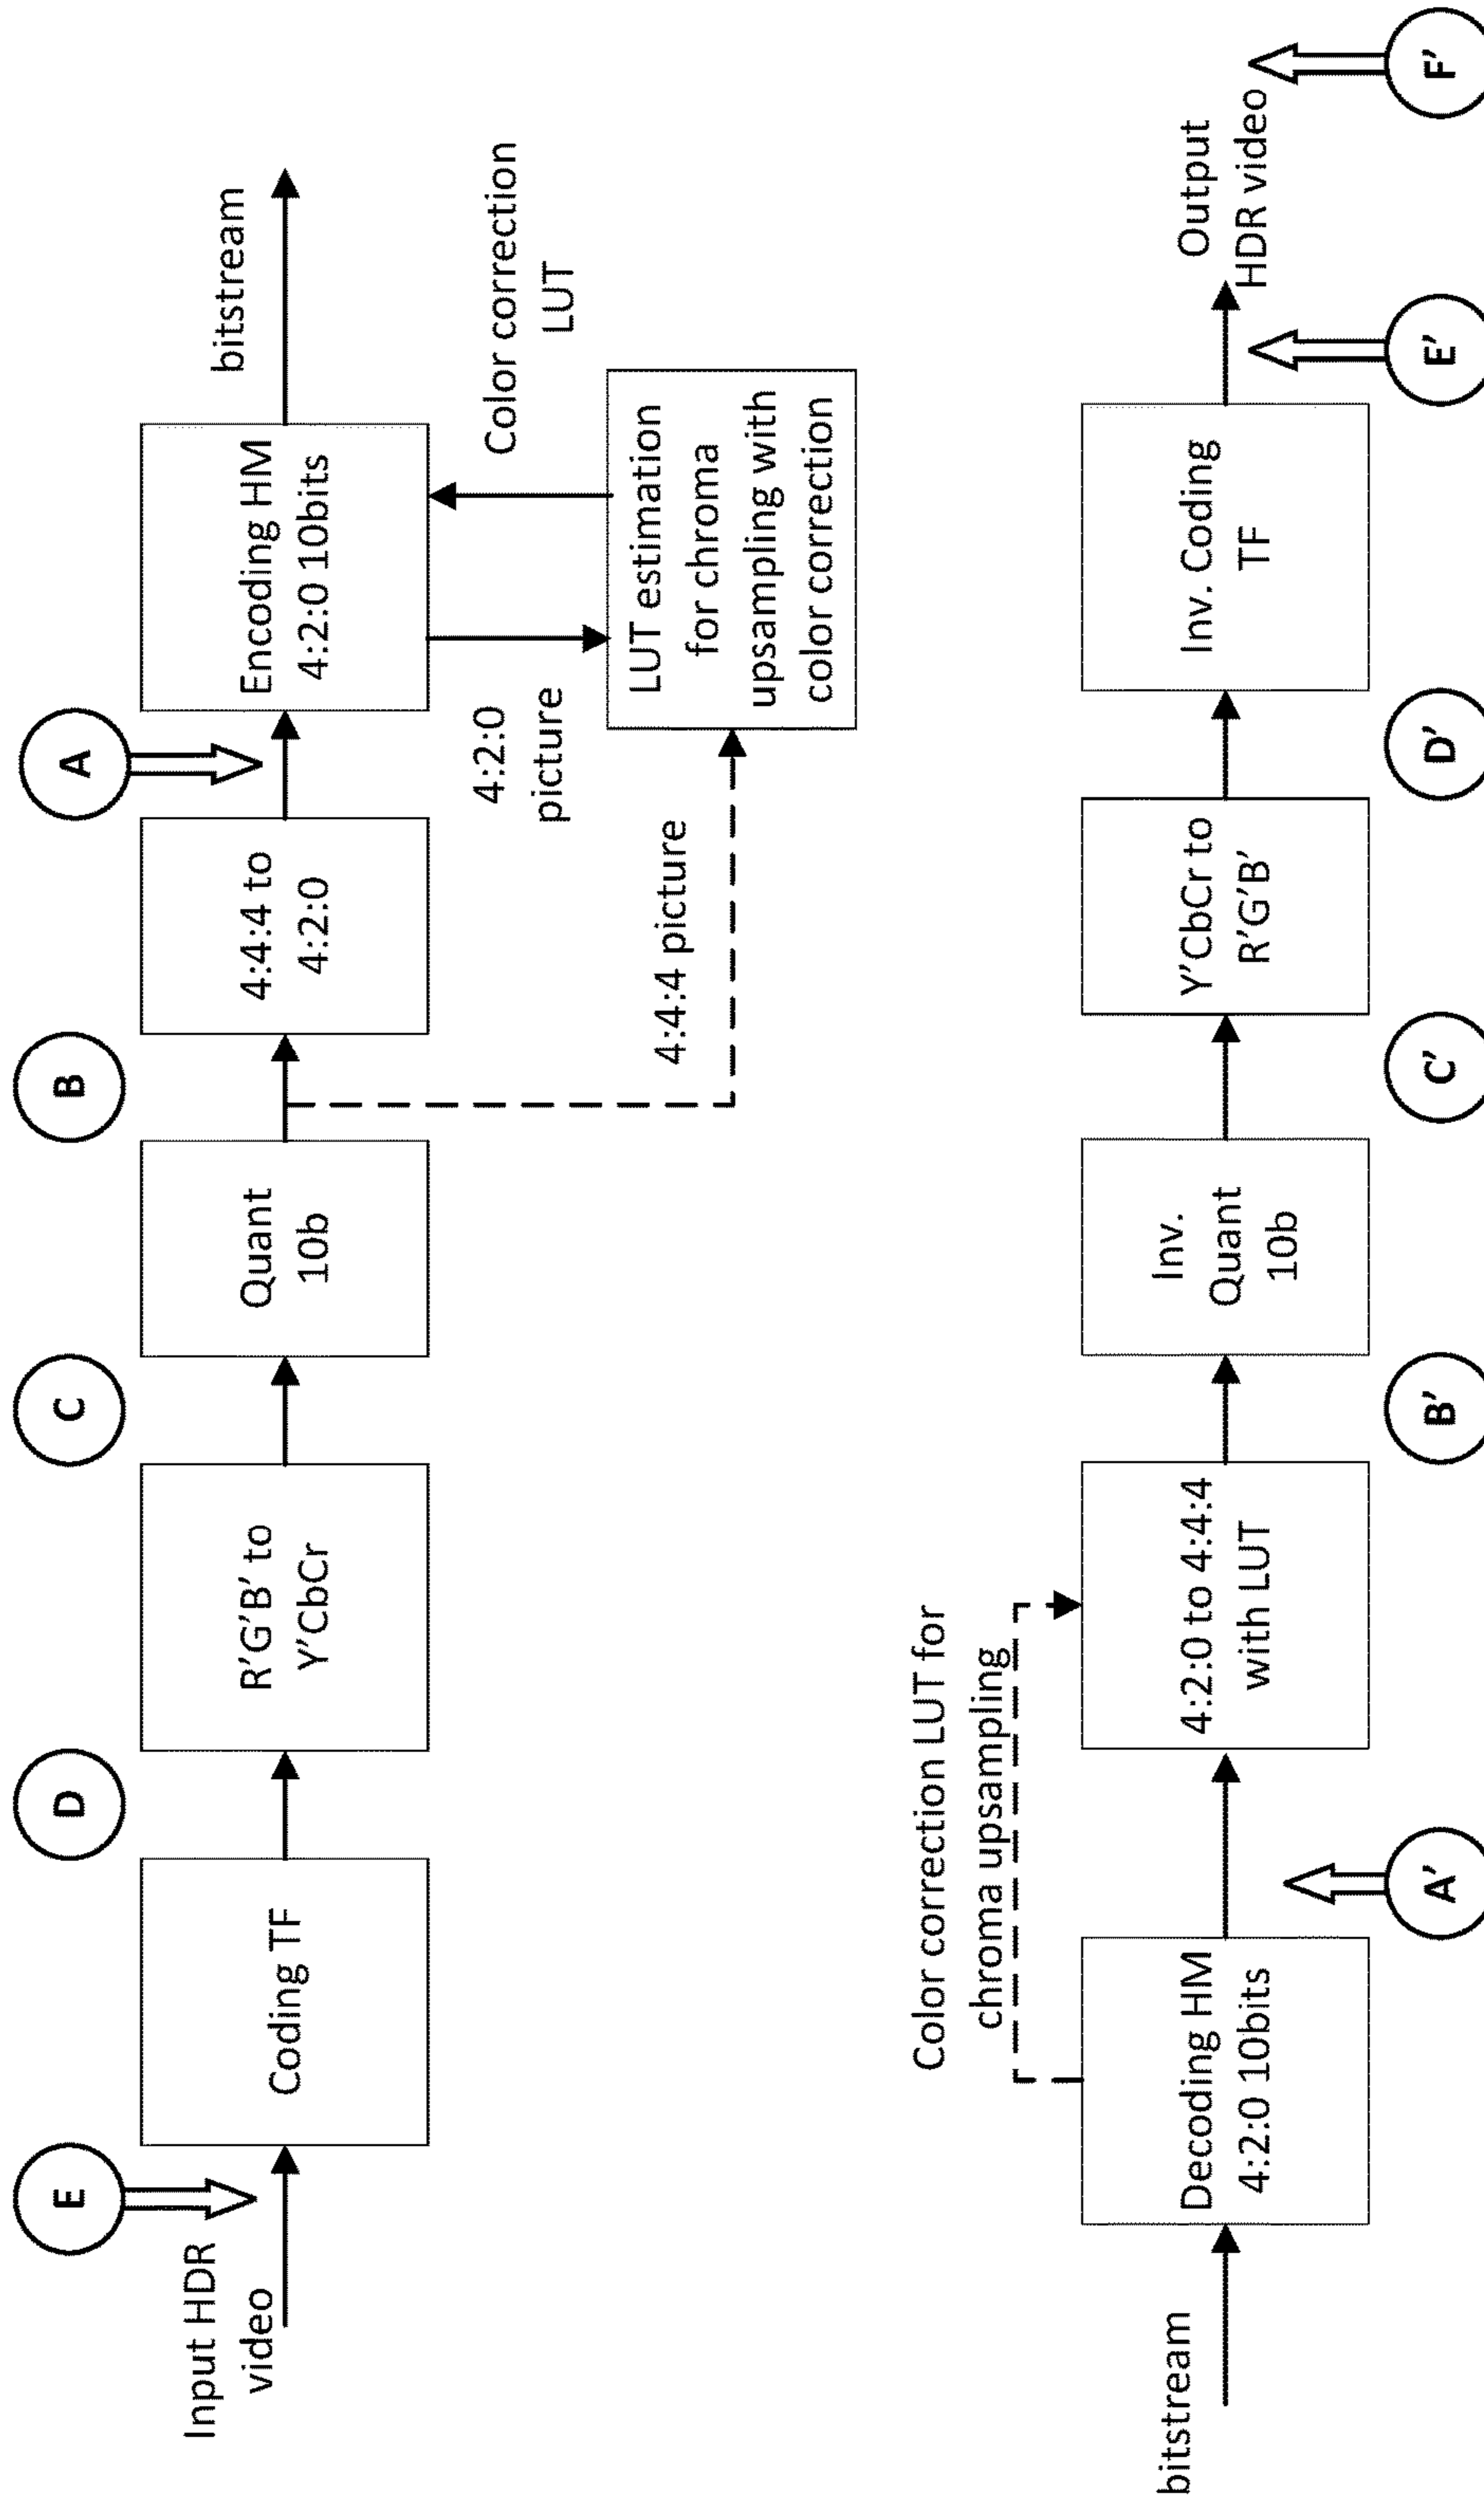 E
D
C
B
A
Input HDR
video
Coding TF
R'G'B' to
Y'CbCr
Quant
10b
4:4:4 to
4:2:0
Encoding HM
4:2:0 10bits
bitstream
4:4:4 picture
4:2:0
picture
Color correction
LUT
LUT estimation
for chroma
upsampling with
color correction
Color correction LUT for
chroma upsampling
bitstream
Decoding HM
4:2:0 10bits
4:2:0 to 4:4:4
with LUT
Inv.
Quant
10b
Y'CbCr to
R'G'B'
Inv. Coding
TF
Output
HDR video
A'
B'
C'
D'
E'
F'